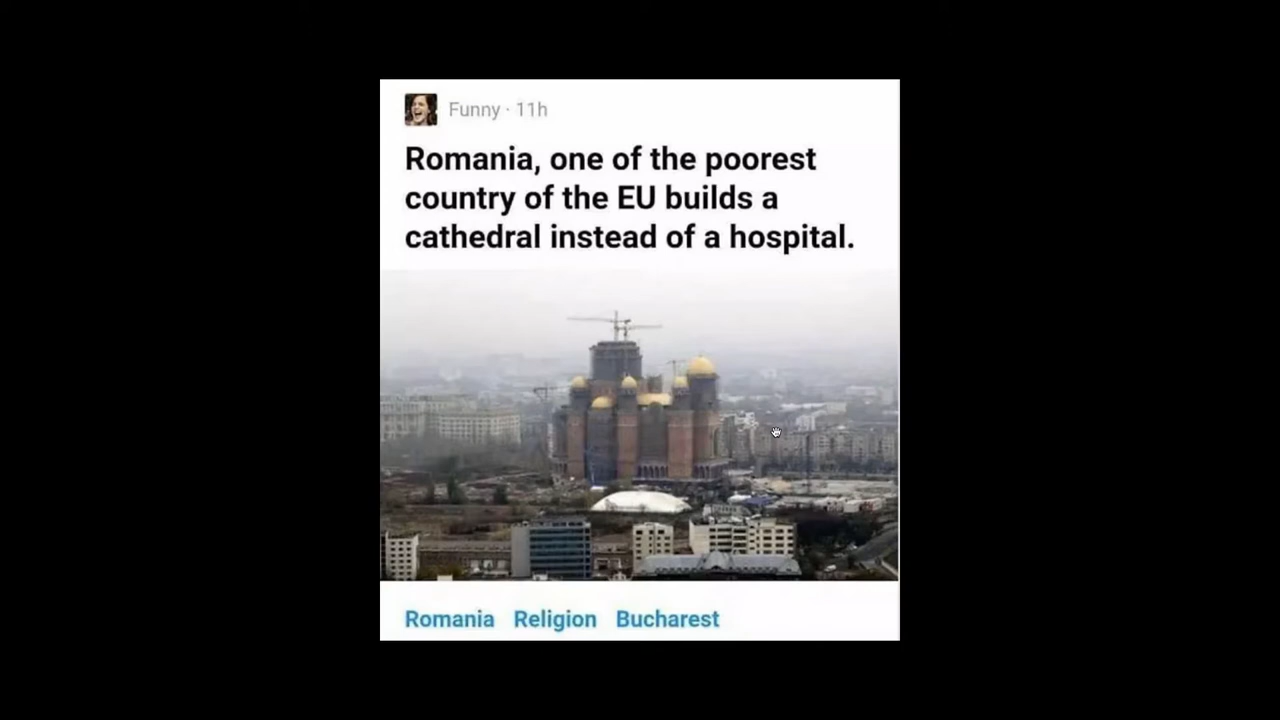 Funny · 11h
Romania, one of the poorest
country of the EU builds a
cathedral instead of a hospital.
Romania Religion Bucharest